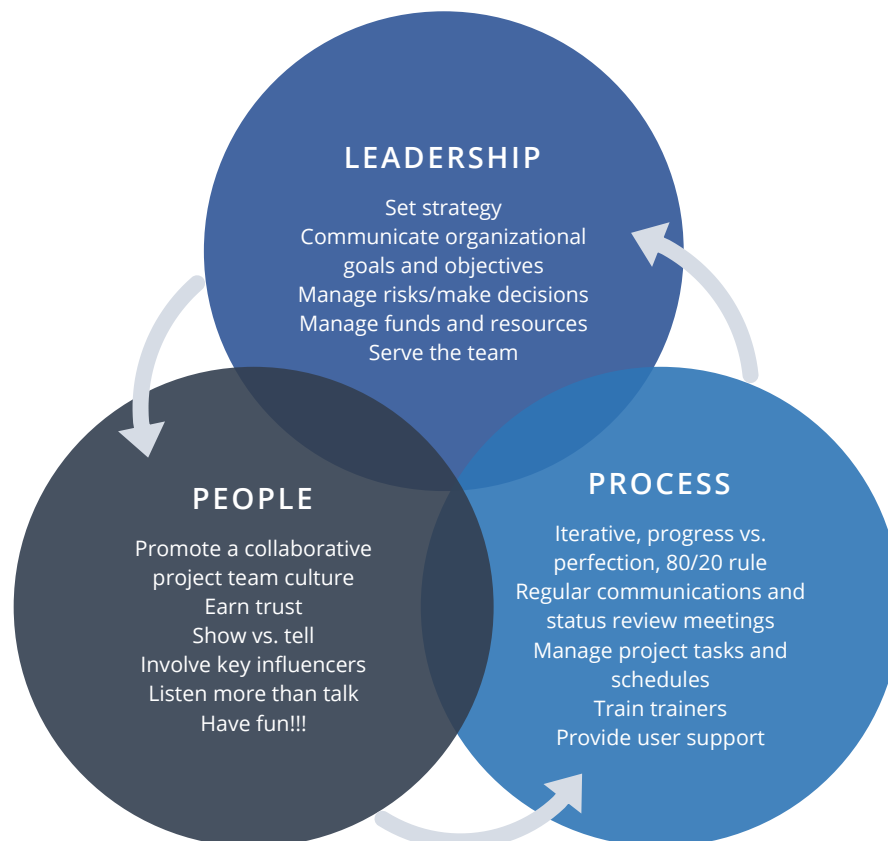 LEADERSHIP
Set strategy
Communicate organizational
goals and objectives
Manage risks/make decisions
Manage funds and resources
Serve the team
PEOPLE
Promote a collaborative
project team culture
Earn trust
Show vs. tell
Involve key influencers
Listen more than talk
Have fun!!!
PROCESS
Iterative, progress vs.
perfection, 80/20 rule
Regular communications and
status review meetings
Manage project tasks and
schedules
Train trainers
Provide user support